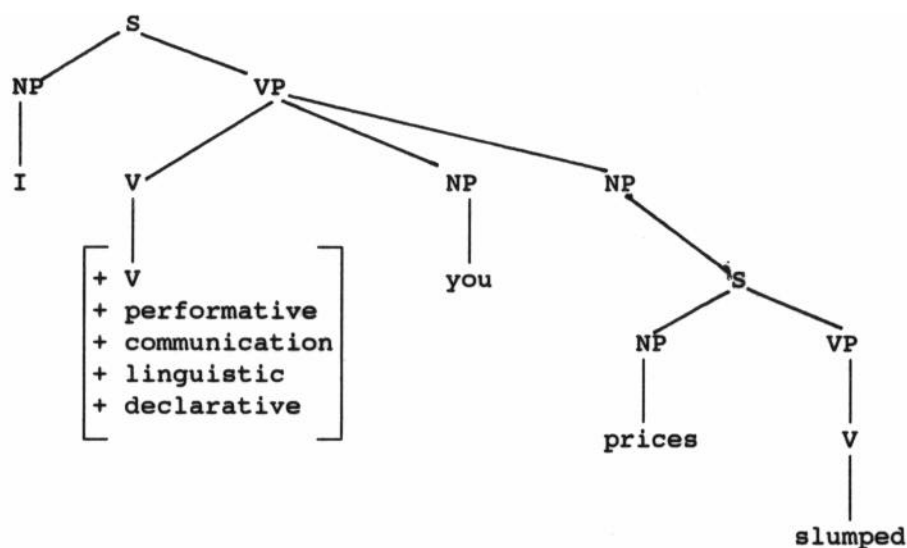 S
NP VP
I V NP NP
+ V you S
+ performative
+ communication NP VP
+ linguistic
+ declarative
prices V
slumped